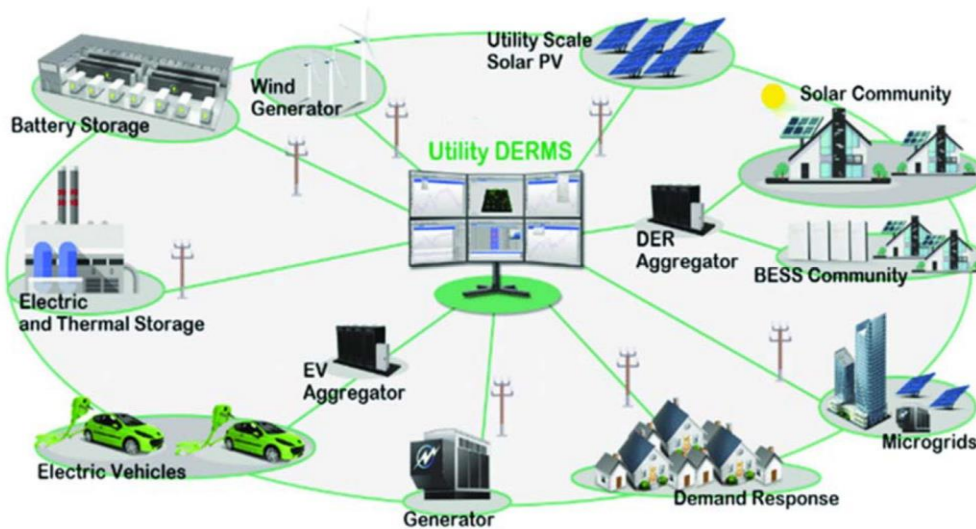 Utility Scale
Solar PV
Wind
Generator
Solar Community
Battery Storage
Utility DERMS
DER
Aggregator
BESS Community
Electric
and Thermal Storage
EV
Aggregator
Microgrids
Electric Vehicles
Demand Response
Generator